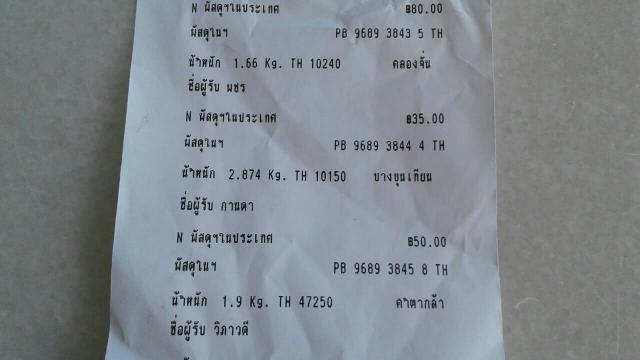 N พัสดุฯในประเทศ ฿80.00
พัสดุในฯ PB 9689 3843 5 TH
น้ำหนัก 1.66 Kg. TH 10240 คลองจั่น
ชื่อผู้รับ พชร
N พัสดุฯในประเทศ ฿35.00
พัสดุในฯ PB 9689 3844 4 TH
น้ำหนัก 2.874 Kg. TH 10150 บางขุนเทียน
ชื่อผู้รับ กานดา
N พัสดุฯในประเทศ ฿50.00
พัสดุในฯ PB 9689 3845 8 TH
น้ำหนัก 1.9 Kg. TH 47250 คำตากล้า
ชื่อผู้รับ วิภาวดี